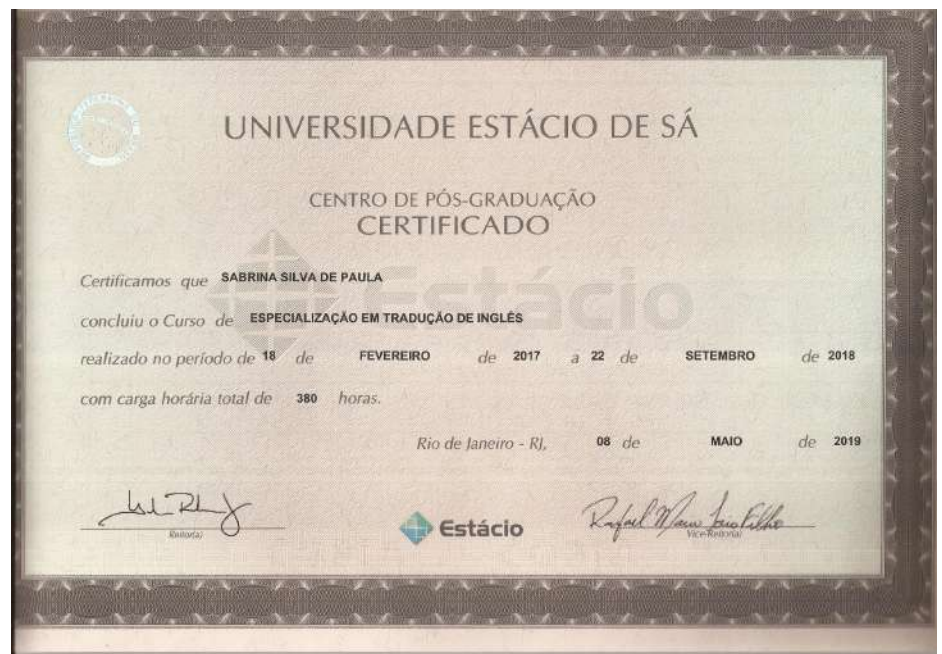 UNIVERSIDADE ESTÁCIO DE SÁ
CENTRO DE PÓS-GRADUAÇÃO
CERTIFICADO
Estácio
Certificamos que SABRINA SILVA DE PAULA
concluiu o Curso de ESPECIALIZAÇÃO EM TRADUÇÃO DE INGLÊS
realizado no período de 18 de FEVEREIRO de 2017 a 22 de SETEMBRO de 2018
com carga horária total de 380 horas.
Rio de Janeiro - RJ, 08 de MAIO de 2019
Reitor(a)
Estácio
Vice-Reitor(a)